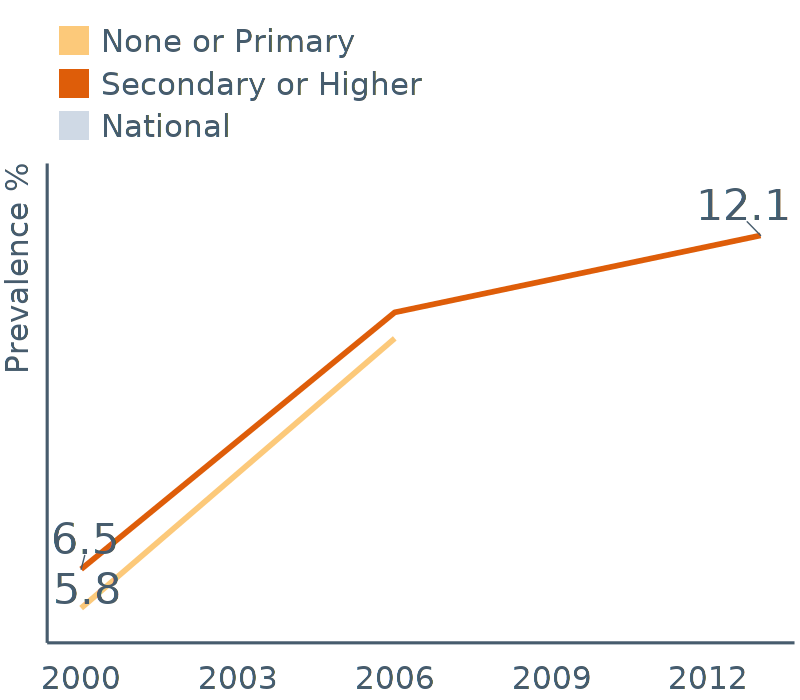 None or Primary
Secondary or Higher
National
Prevalence %
12.1
6.5
5.8
2000 2003 2006 2009 2012